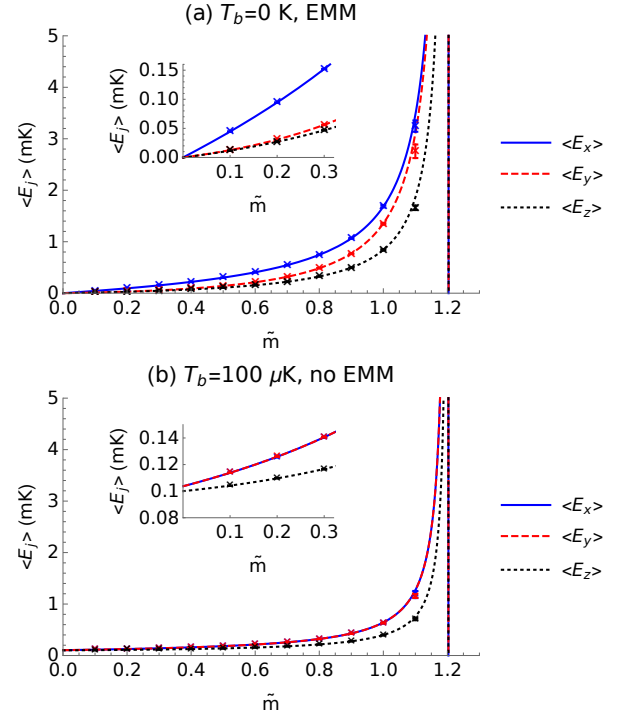 (a) T_b=0 K, EMM
<E_j> (mK)
5
4
3
2
1
0
0.0 0.2 0.4 0.6 0.8 1.0 1.2
m̃
<E_j> (mK)
0.15
0.10
0.05
0.00
0.1 0.2 0.3
m̃
<E_x>
<E_y>
<E_z>
(b) T_b=100 μK, no EMM
<E_j> (mK)
5
4
3
2
1
0
0.0 0.2 0.4 0.6 0.8 1.0 1.2
m̃
<E_j> (mK)
0.14
0.12
0.1
0.08
0.1 0.2 0.3
m̃
<E_x>
<E_y>
<E_z>